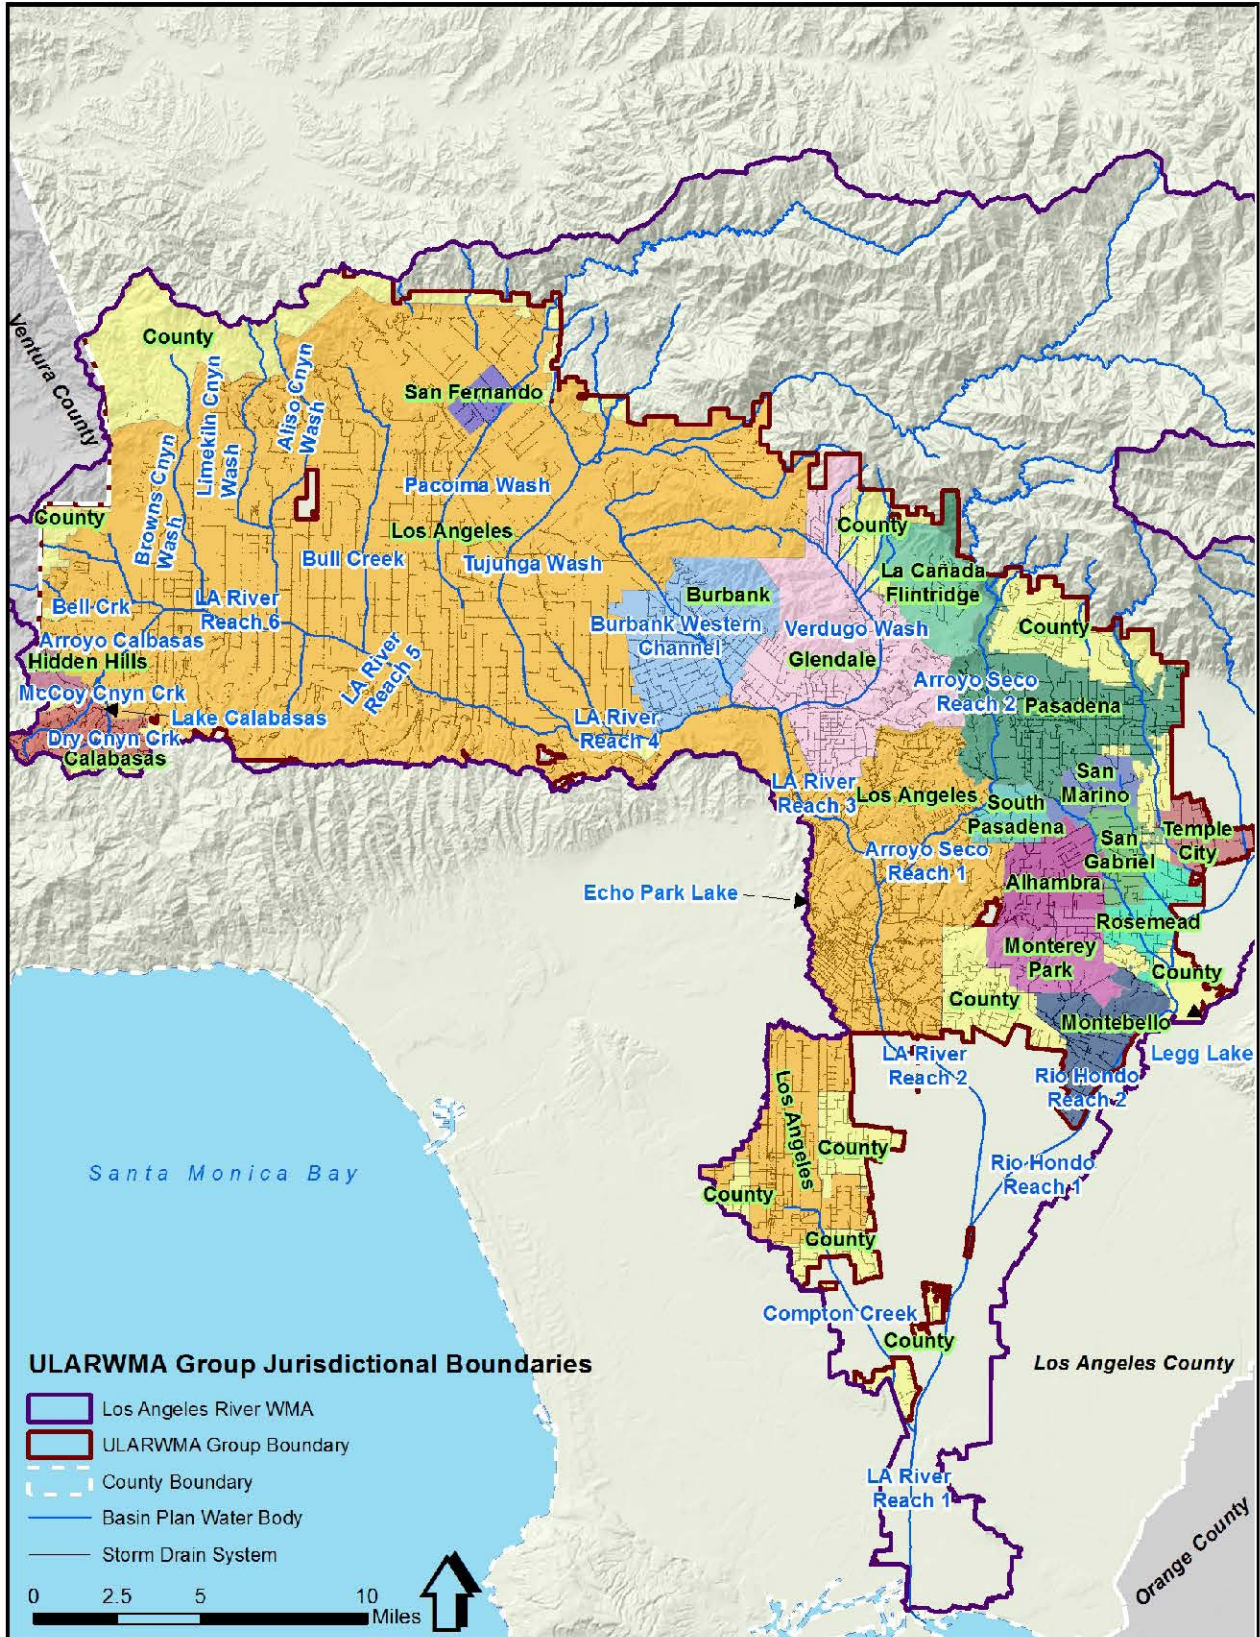 County
Ventura County
San Fernando
Browns Cnyn
Wash
Limekiln Cnyn
Wash
Aliso Cnyn
Wash
Pacoima Wash
County
Los Angeles
Bull Creek
Tujunga Wash
County
La Cañada
Flintridge
Bell Crk
LA River
Reach 6
Burbank
Burbank Western
Channel
Verdugo Wash
Glendale
County
Arroyo Calbasas
Hidden Hills
LA River
Reach 5
McCoy Cnyn Crk
Lake Calabasas
Dry Cnyn Crk
Calabasas
LA River
Reach 4
Arroyo Seco
Reach 2
Pasadena
LA River
Reach 3
Los Angeles
South
Pasadena
San
Marino
San
Gabriel
Temple
City
Arroyo Seco
Reach 1
Alhambra
Echo Park Lake
Rosemead
Monterey
Park
County
County
Montebello
Legg Lake
LA River
Reach 2
Rio Hondo
Reach 2
Los Angeles
County
County
County
Rio Hondo
Reach 1
Santa Monica Bay
Compton Creek
County
Los Angeles County
LA River
Reach 1
Orange County
ULARWMA Group Jurisdictional Boundaries
Los Angeles River WMA
ULARWMA Group Boundary
County Boundary
Basin Plan Water Body
Storm Drain System
0 2.5 5 10
Miles